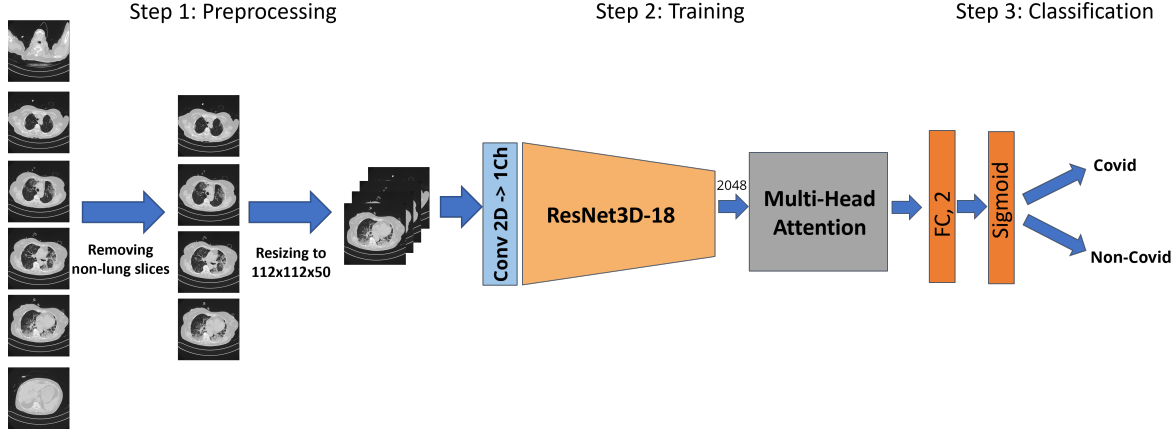 Step 1: Preprocessing
Step 2: Training
Step 3: Classification
Removing
non-lung slices
Resizing to
112x112x50
Conv 2D -> 1Ch
ResNet3D-18
2048
Multi-Head
Attention
FC, 2
Sigmoid
Covid
Non-Covid